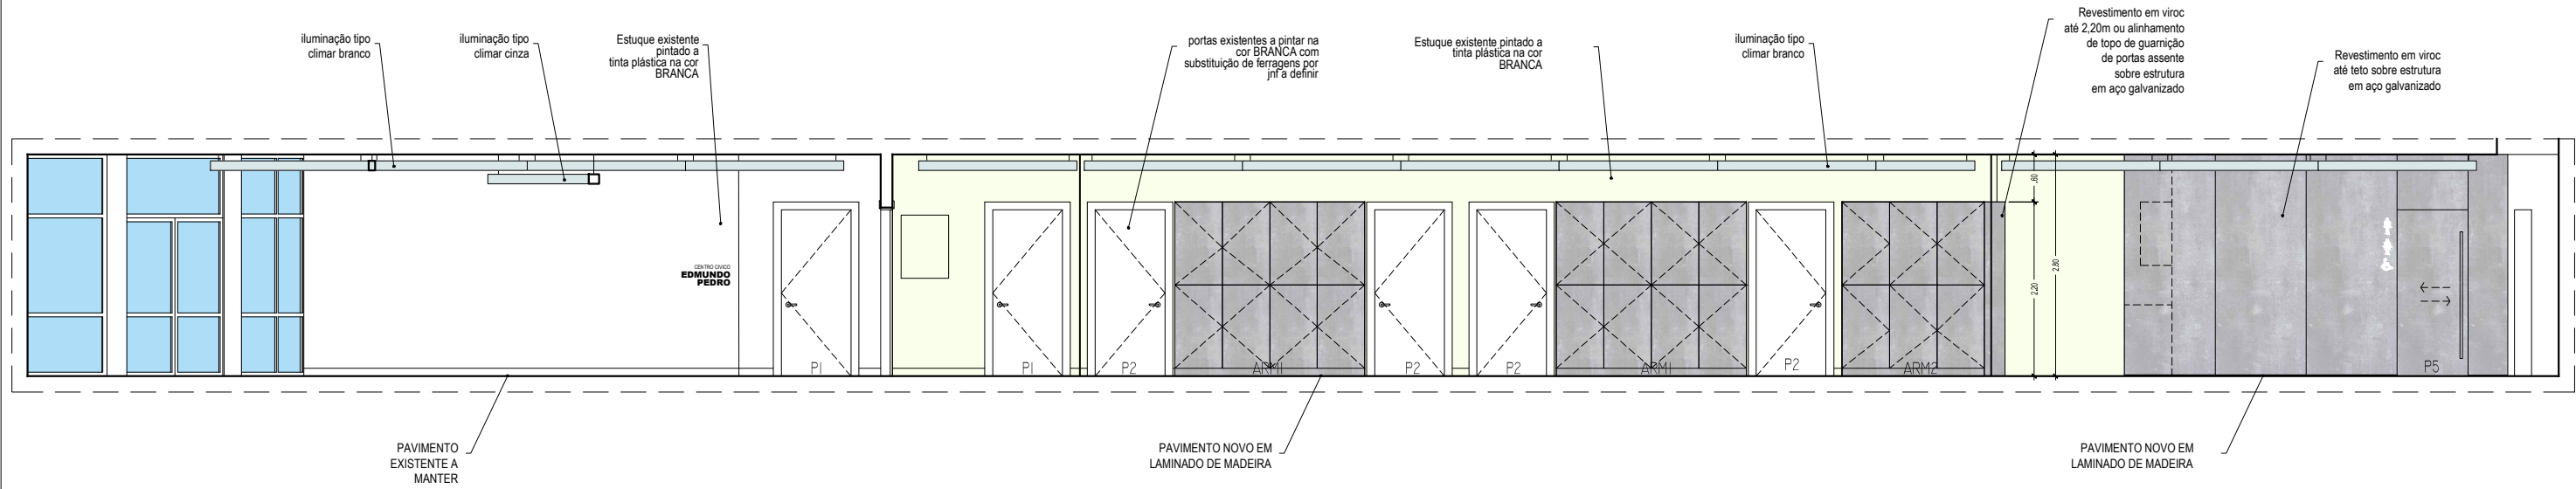 iluminação tipo
climar branco
iluminação tipo
climar cinza
Estuque existente
pintado a
tinta plástica na cor
BRANCA
portas existentes a pintar na
cor BRANCA com
substituição de ferragens por
jnf a definir
Estuque existente pintado a
tinta plástica na cor
BRANCA
iluminação tipo
climar branco
Revestimento em viroc
até 2,20m ou alinhamento
de topo de guarnição
de portas assente
sobre estrutura
em aço galvanizado
Revestimento em viroc
até teto sobre estrutura
em aço galvanizado
CENTRO CIVICO
EDMUNDO
PEDRO
.60
2.20
2.80
P1
P1
P2
ARM1
P2
P2
ARM1
P2
ARM2
P5
PAVIMENTO
EXISTENTE A
MANTER
PAVIMENTO NOVO EM
LAMINADO DE MADEIRA
PAVIMENTO NOVO EM
LAMINADO DE MADEIRA